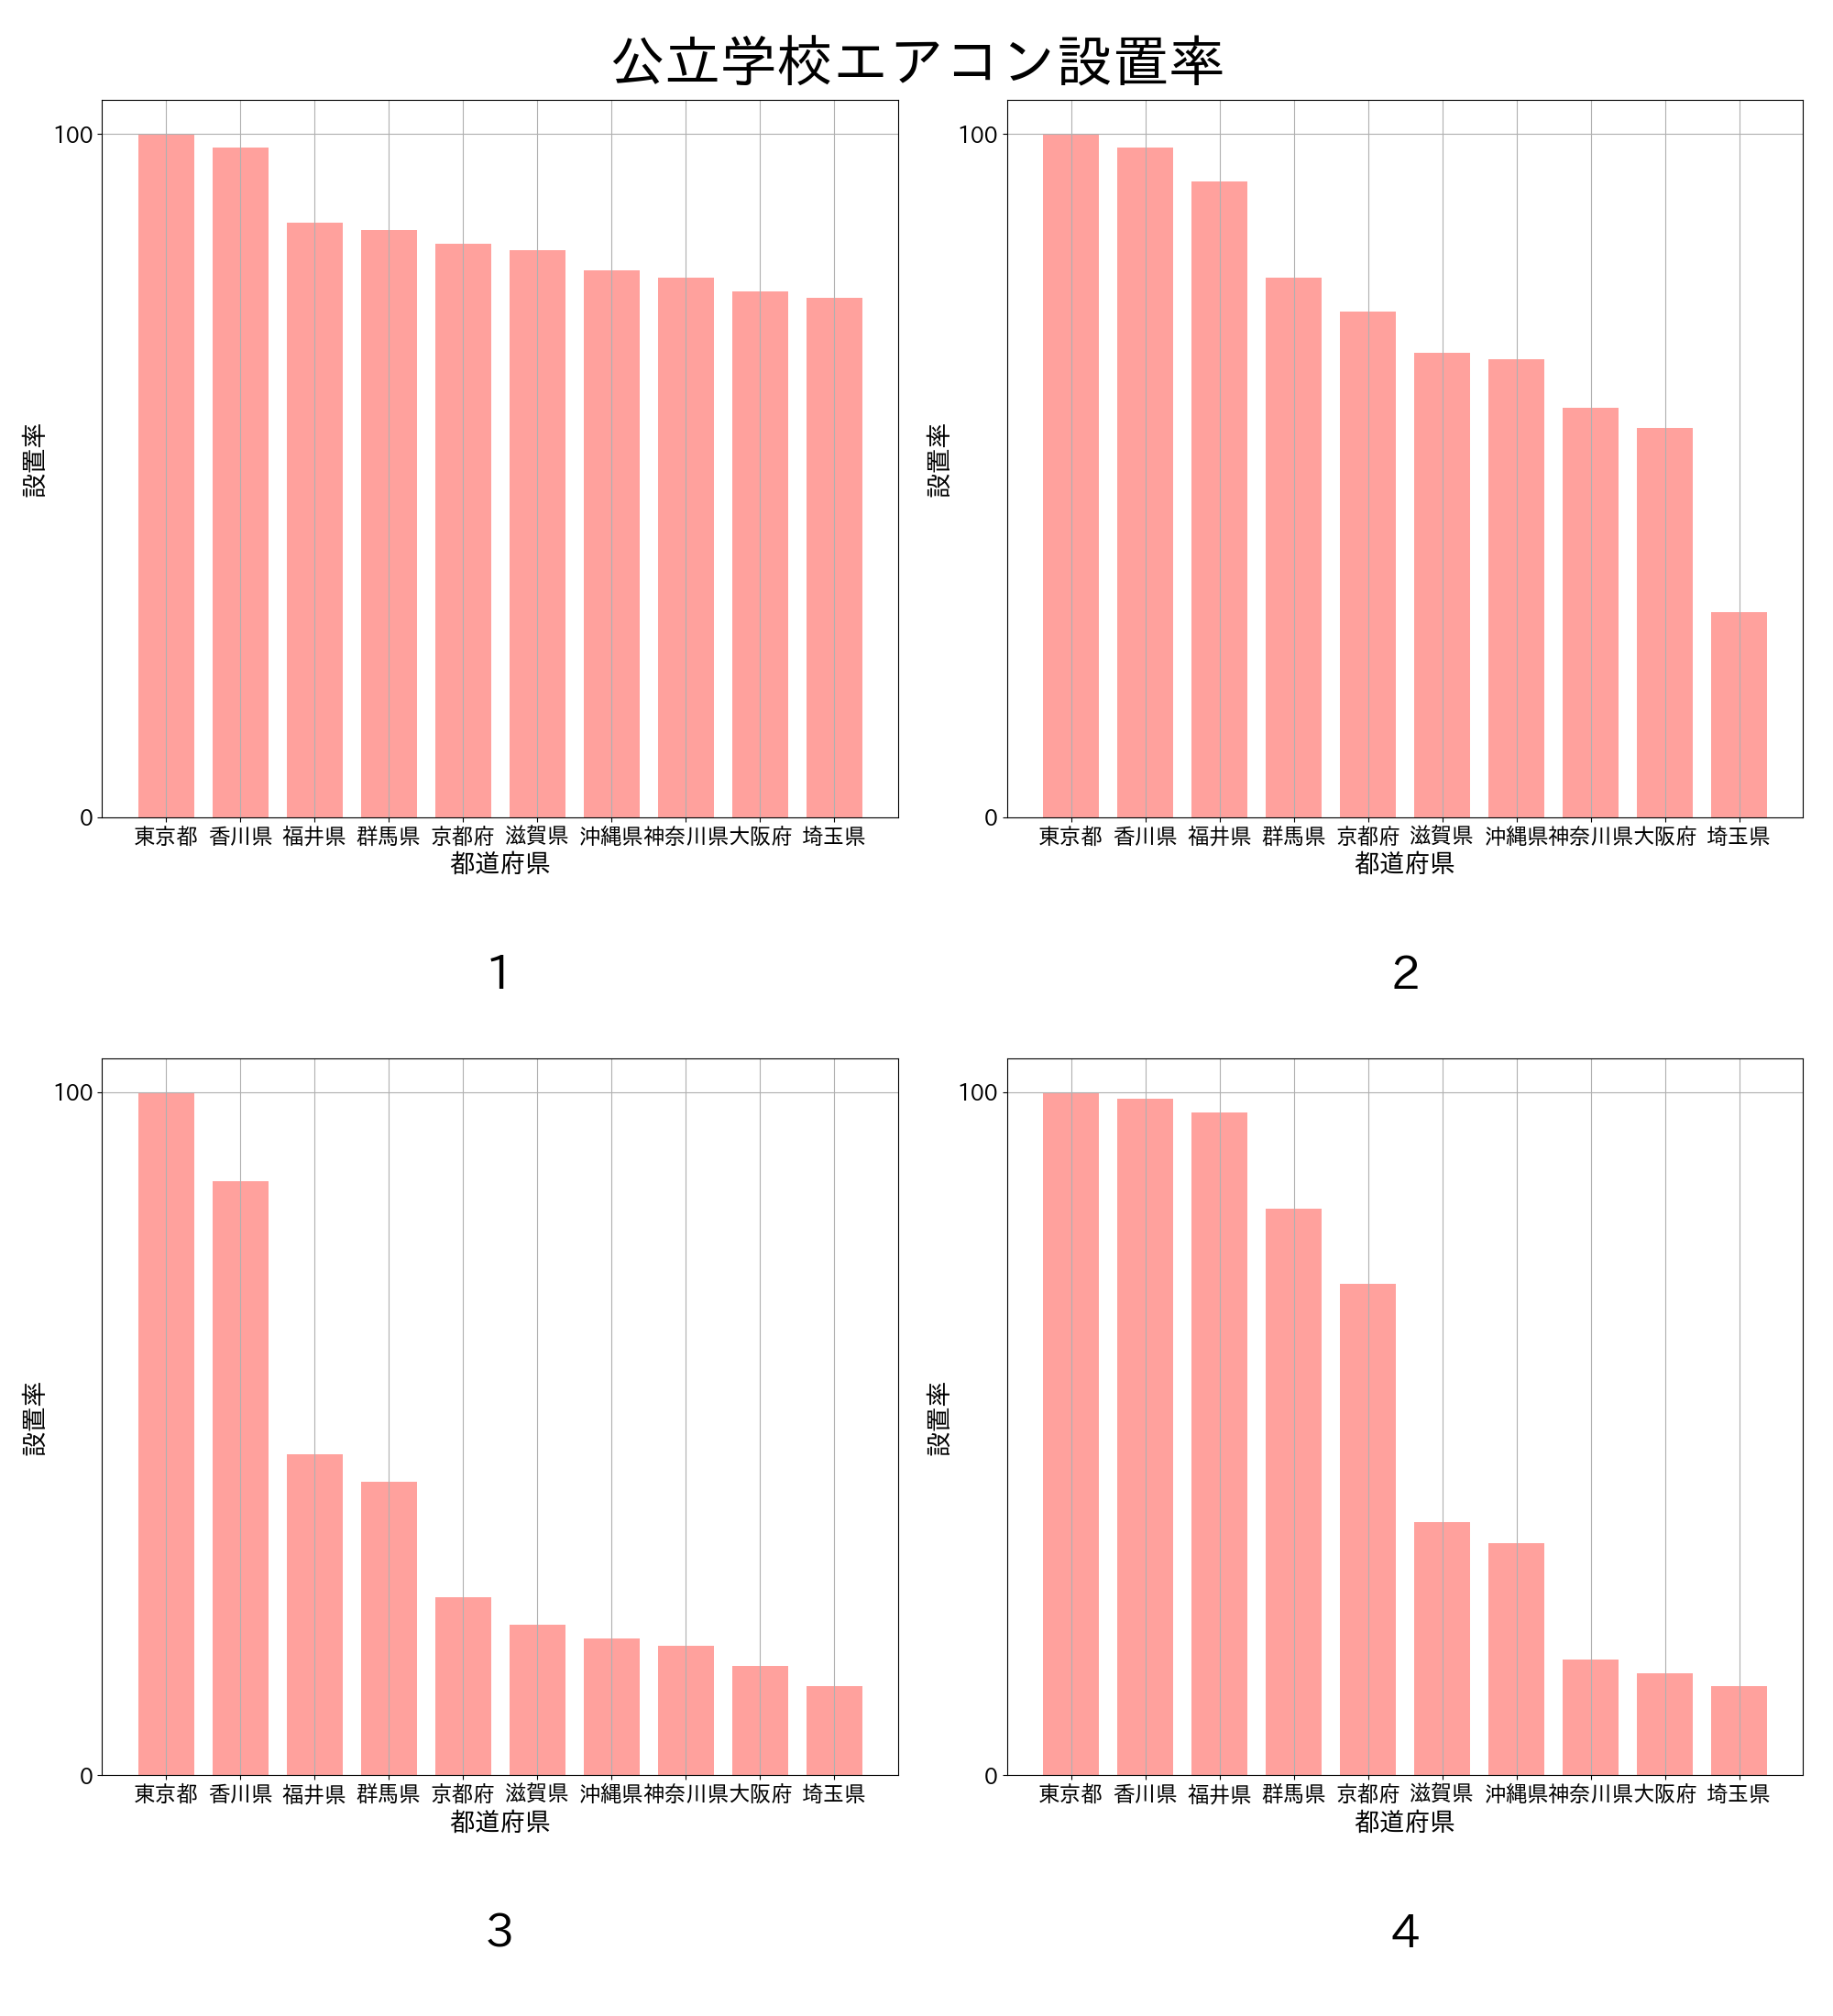 公立学校エアコン設置率
100
0
設置率
東京都 香川県 福井県 群馬県 京都府 滋賀県 沖縄県 神奈川県 大阪府 埼玉県
都道府県
1
100
0
設置率
東京都 香川県 福井県 群馬県 京都府 滋賀県 沖縄県 神奈川県 大阪府 埼玉県
都道府県
2
100
0
設置率
東京都 香川県 福井県 群馬県 京都府 滋賀県 沖縄県 神奈川県 大阪府 埼玉県
都道府県
3
100
0
設置率
東京都 香川県 福井県 群馬県 京都府 滋賀県 沖縄県 神奈川県 大阪府 埼玉県
都道府県
4